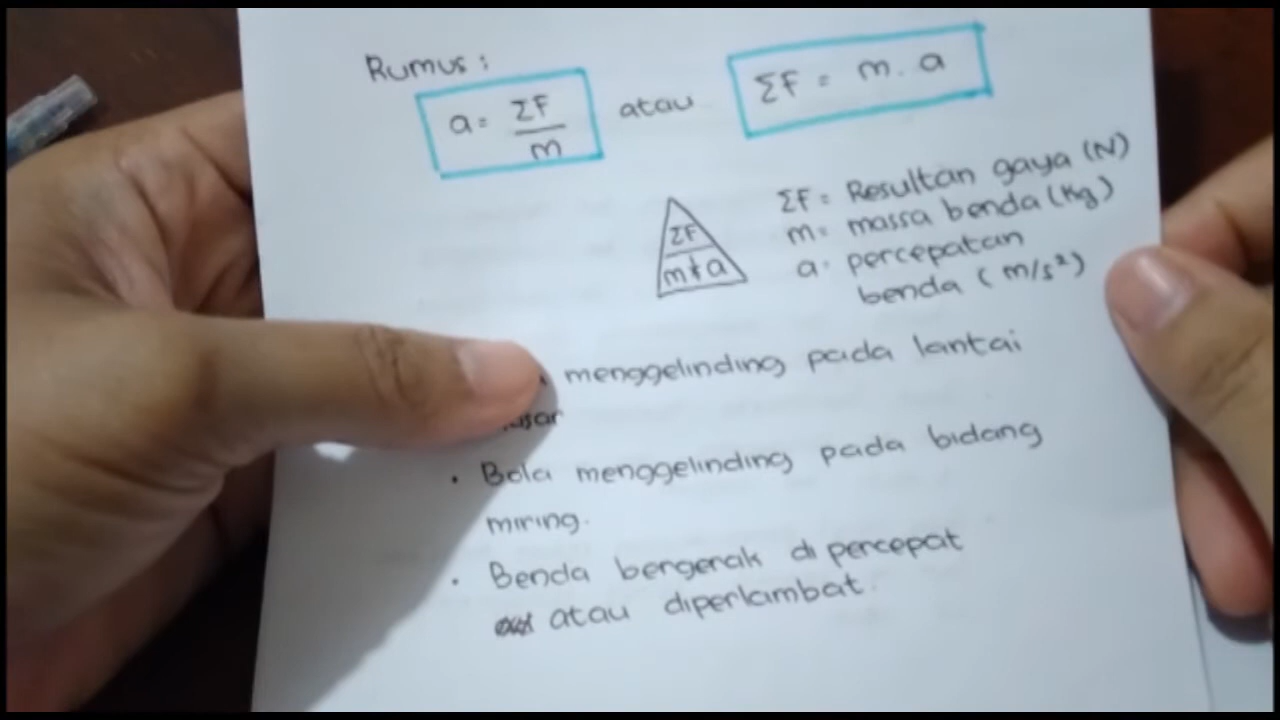 Rumus :
a = ΣF / m atau ΣF = m . a
ΣF
m * a
ΣF = Resultan gaya (N)
m = massa benda (Kg)
a = percepatan
benda ( m/s²)
menggelinding pada lantai
• Bola menggelinding pada bidang
miring.
• Benda bergerak di percepat
atau diperlambat.